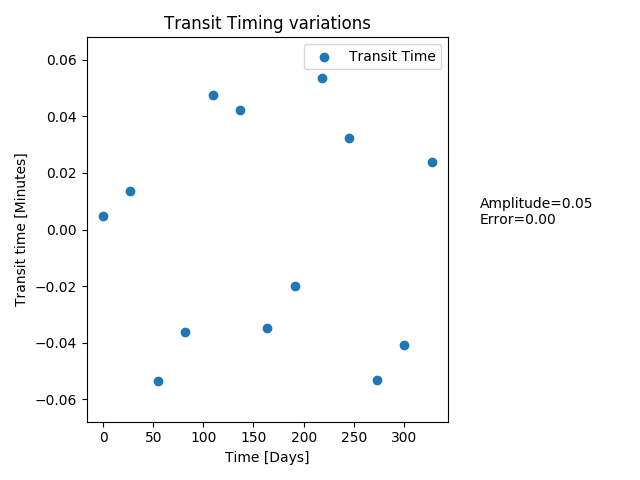 Transit Timing variations
Transit Time
0.06
0.04
0.02
0.00
−0.02
−0.04
−0.06
Transit time [Minutes]
0 50 100 150 200 250 300
Time [Days]
Amplitude=0.05
Error=0.00